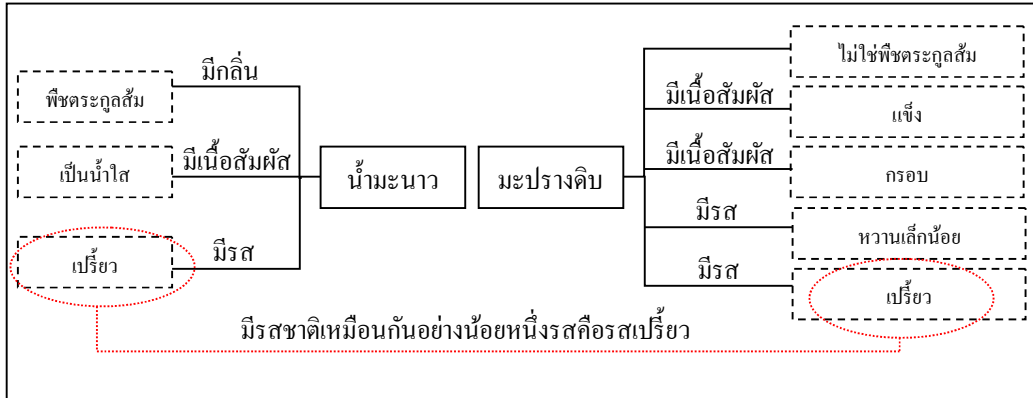 มีกลิ่น
พืชตระกูลส้ม
มีเนื้อสัมผัส
เป็นน้ำใส
มีรส
เปรี้ยว
น้ำมะนาว
มะปรางดิบ
ไม่ใช่พืชตระกูลส้ม
มีเนื้อสัมผัส
แข็ง
มีเนื้อสัมผัส
กรอบ
มีรส
หวานเล็กน้อย
มีรส
เปรี้ยว
มีรสชาติเหมือนกันอย่างน้อยหนึ่งรสคือรสเปรี้ยว